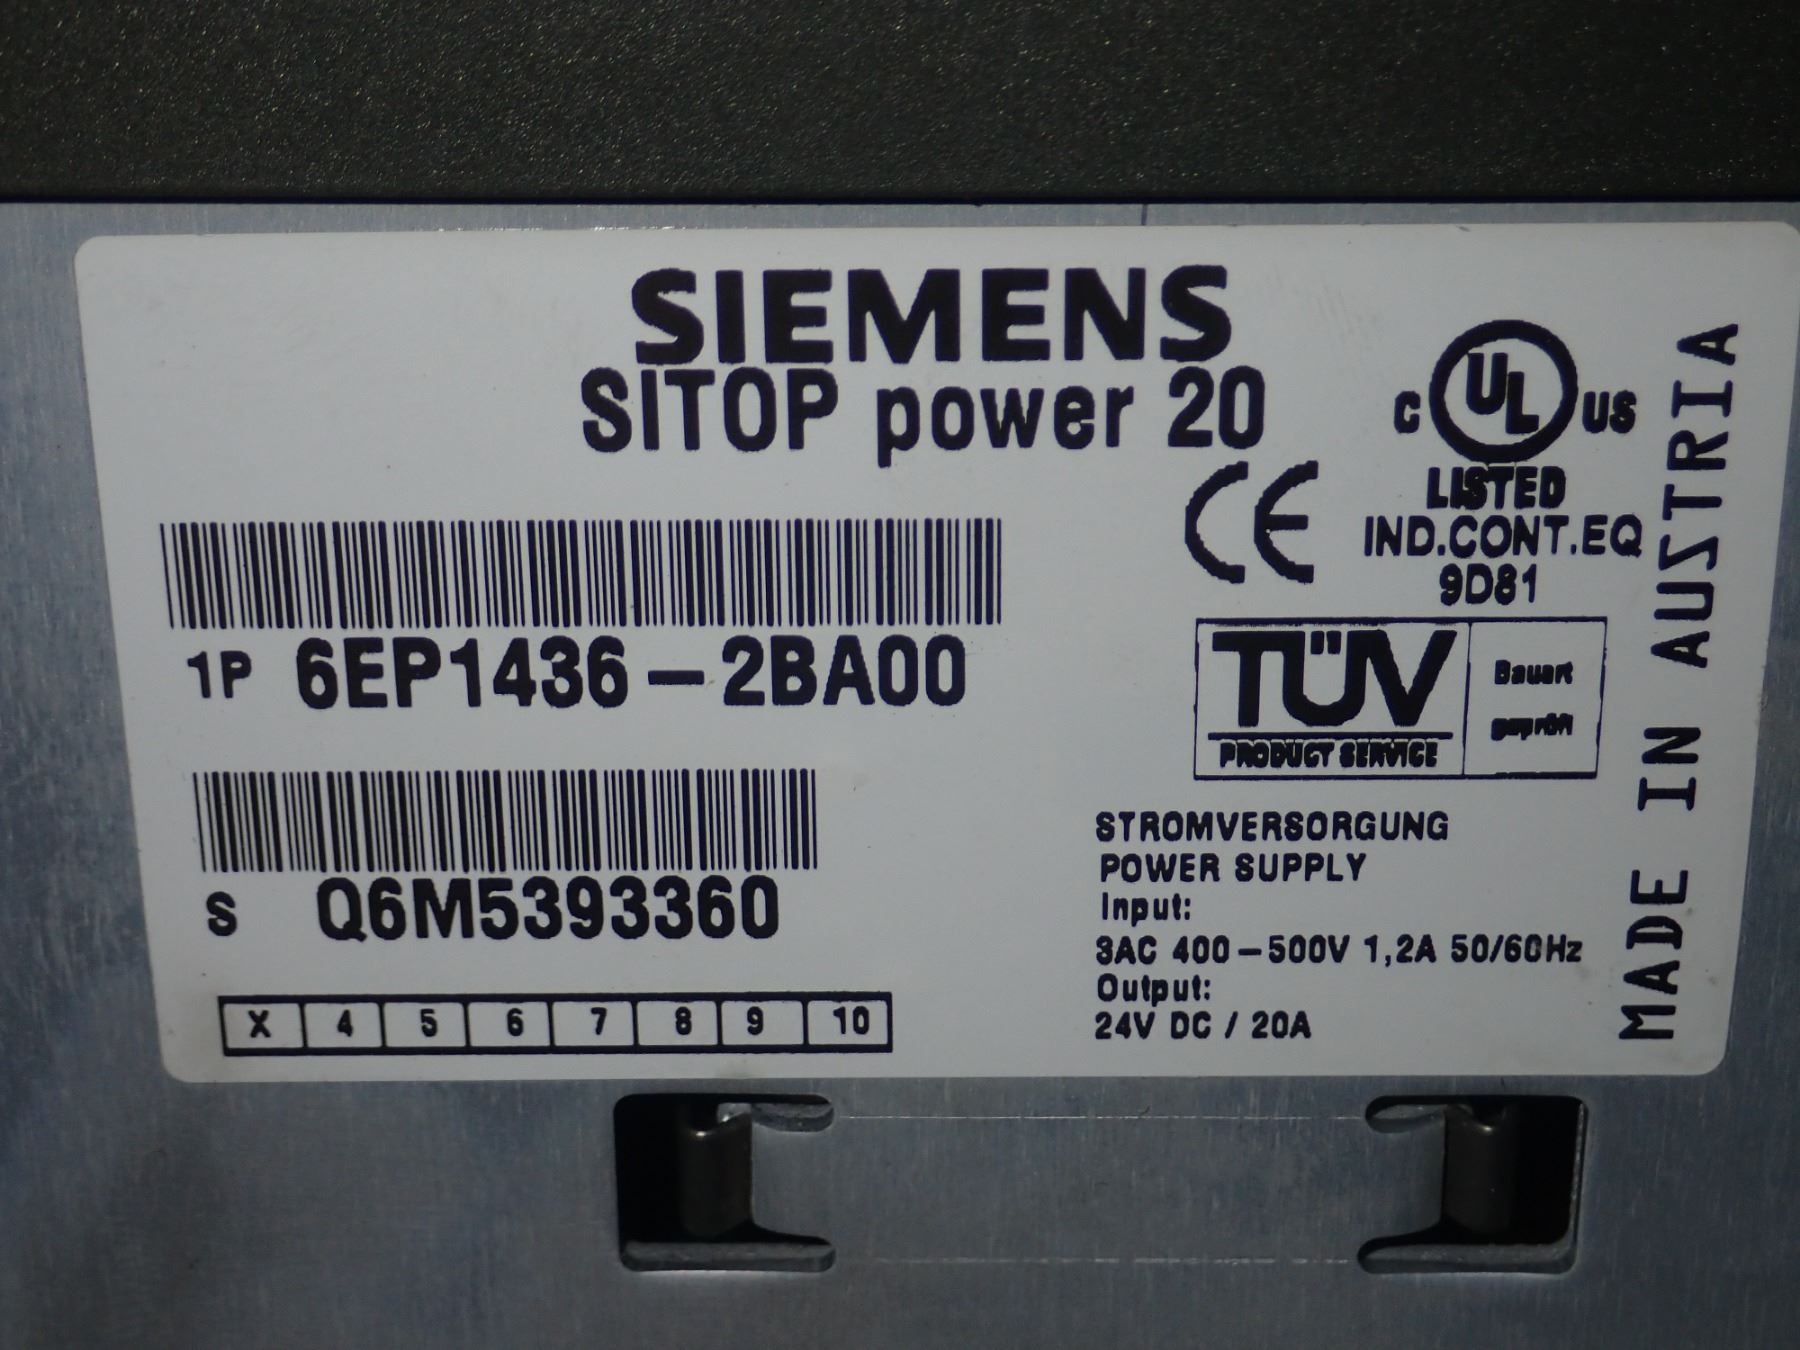 SIEMENS
SITOP power 20
C UL US
LISTED
IND.CONT.EQ
9D81
CE
1P 6EP1436-2BA00
TÜV
PRODUCT SERVICE
Bauart
geprüft
S Q6M5393360
X 4 5 6 7 8 9 10
STROMVERSORGUNG
POWER SUPPLY
Input:
3AC 400-500V 1,2A 50/60Hz
Output:
24V DC / 20A
MADE IN AUSTRIA